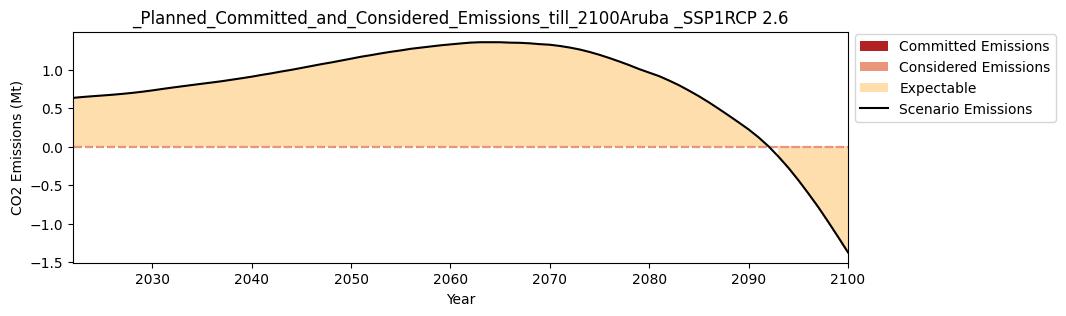 _Planned_Committed_and_Considered_Emissions_till_2100Aruba _SSP1RCP 2.6
Committed Emissions
Considered Emissions
Expectable
Scenario Emissions
CO2 Emissions (Mt)
1.0
0.5
0.0
−0.5
−1.0
−1.5
2030 2040 2050 2060 2070 2080 2090 2100
Year